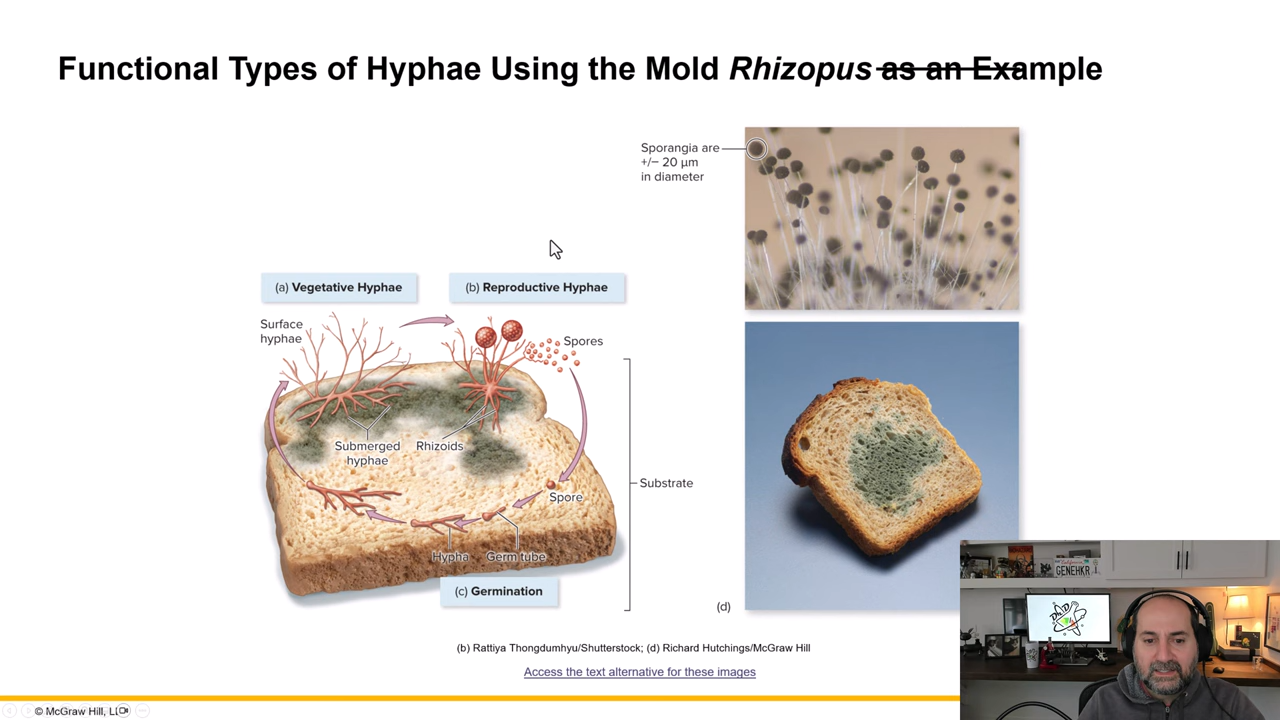 Functional Types of Hyphae Using the Mold Rhizopus as an Example
Sporangia are
+/− 20 µm
in diameter
(a) Vegetative Hyphae
(b) Reproductive Hyphae
Surface
hyphae
Spores
Submerged
hyphae
Rhizoids
Substrate
Spore
Hypha
Germ tube
(c) Germination
(d)
GENEHKR
(b) Rattiya Thongdumhyu/Shutterstock; (d) Richard Hutchings/McGraw Hill
Access the text alternative for these images
© McGraw Hill,